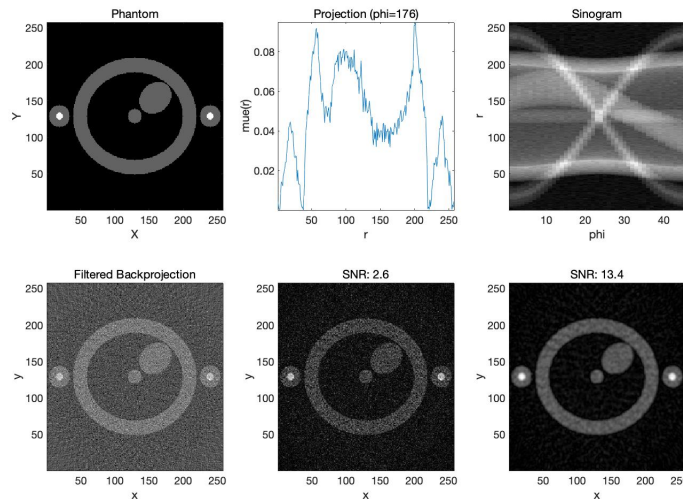 Phantom
Y
250
200
150
100
50
50 100 150 200 250
X
Projection (phi=176)
mue(r)
0.08
0.06
0.04
0.02
50 100 150 200 250
r
Sinogram
r
250
200
150
100
50
10 20 30 40
phi
Filtered Backprojection
y
250
200
150
100
50
50 100 150 200 250
x
SNR: 2.6
y
250
200
150
100
50
50 100 150 200 250
x
SNR: 13.4
y
250
200
150
100
50
50 100 150 200 250
x